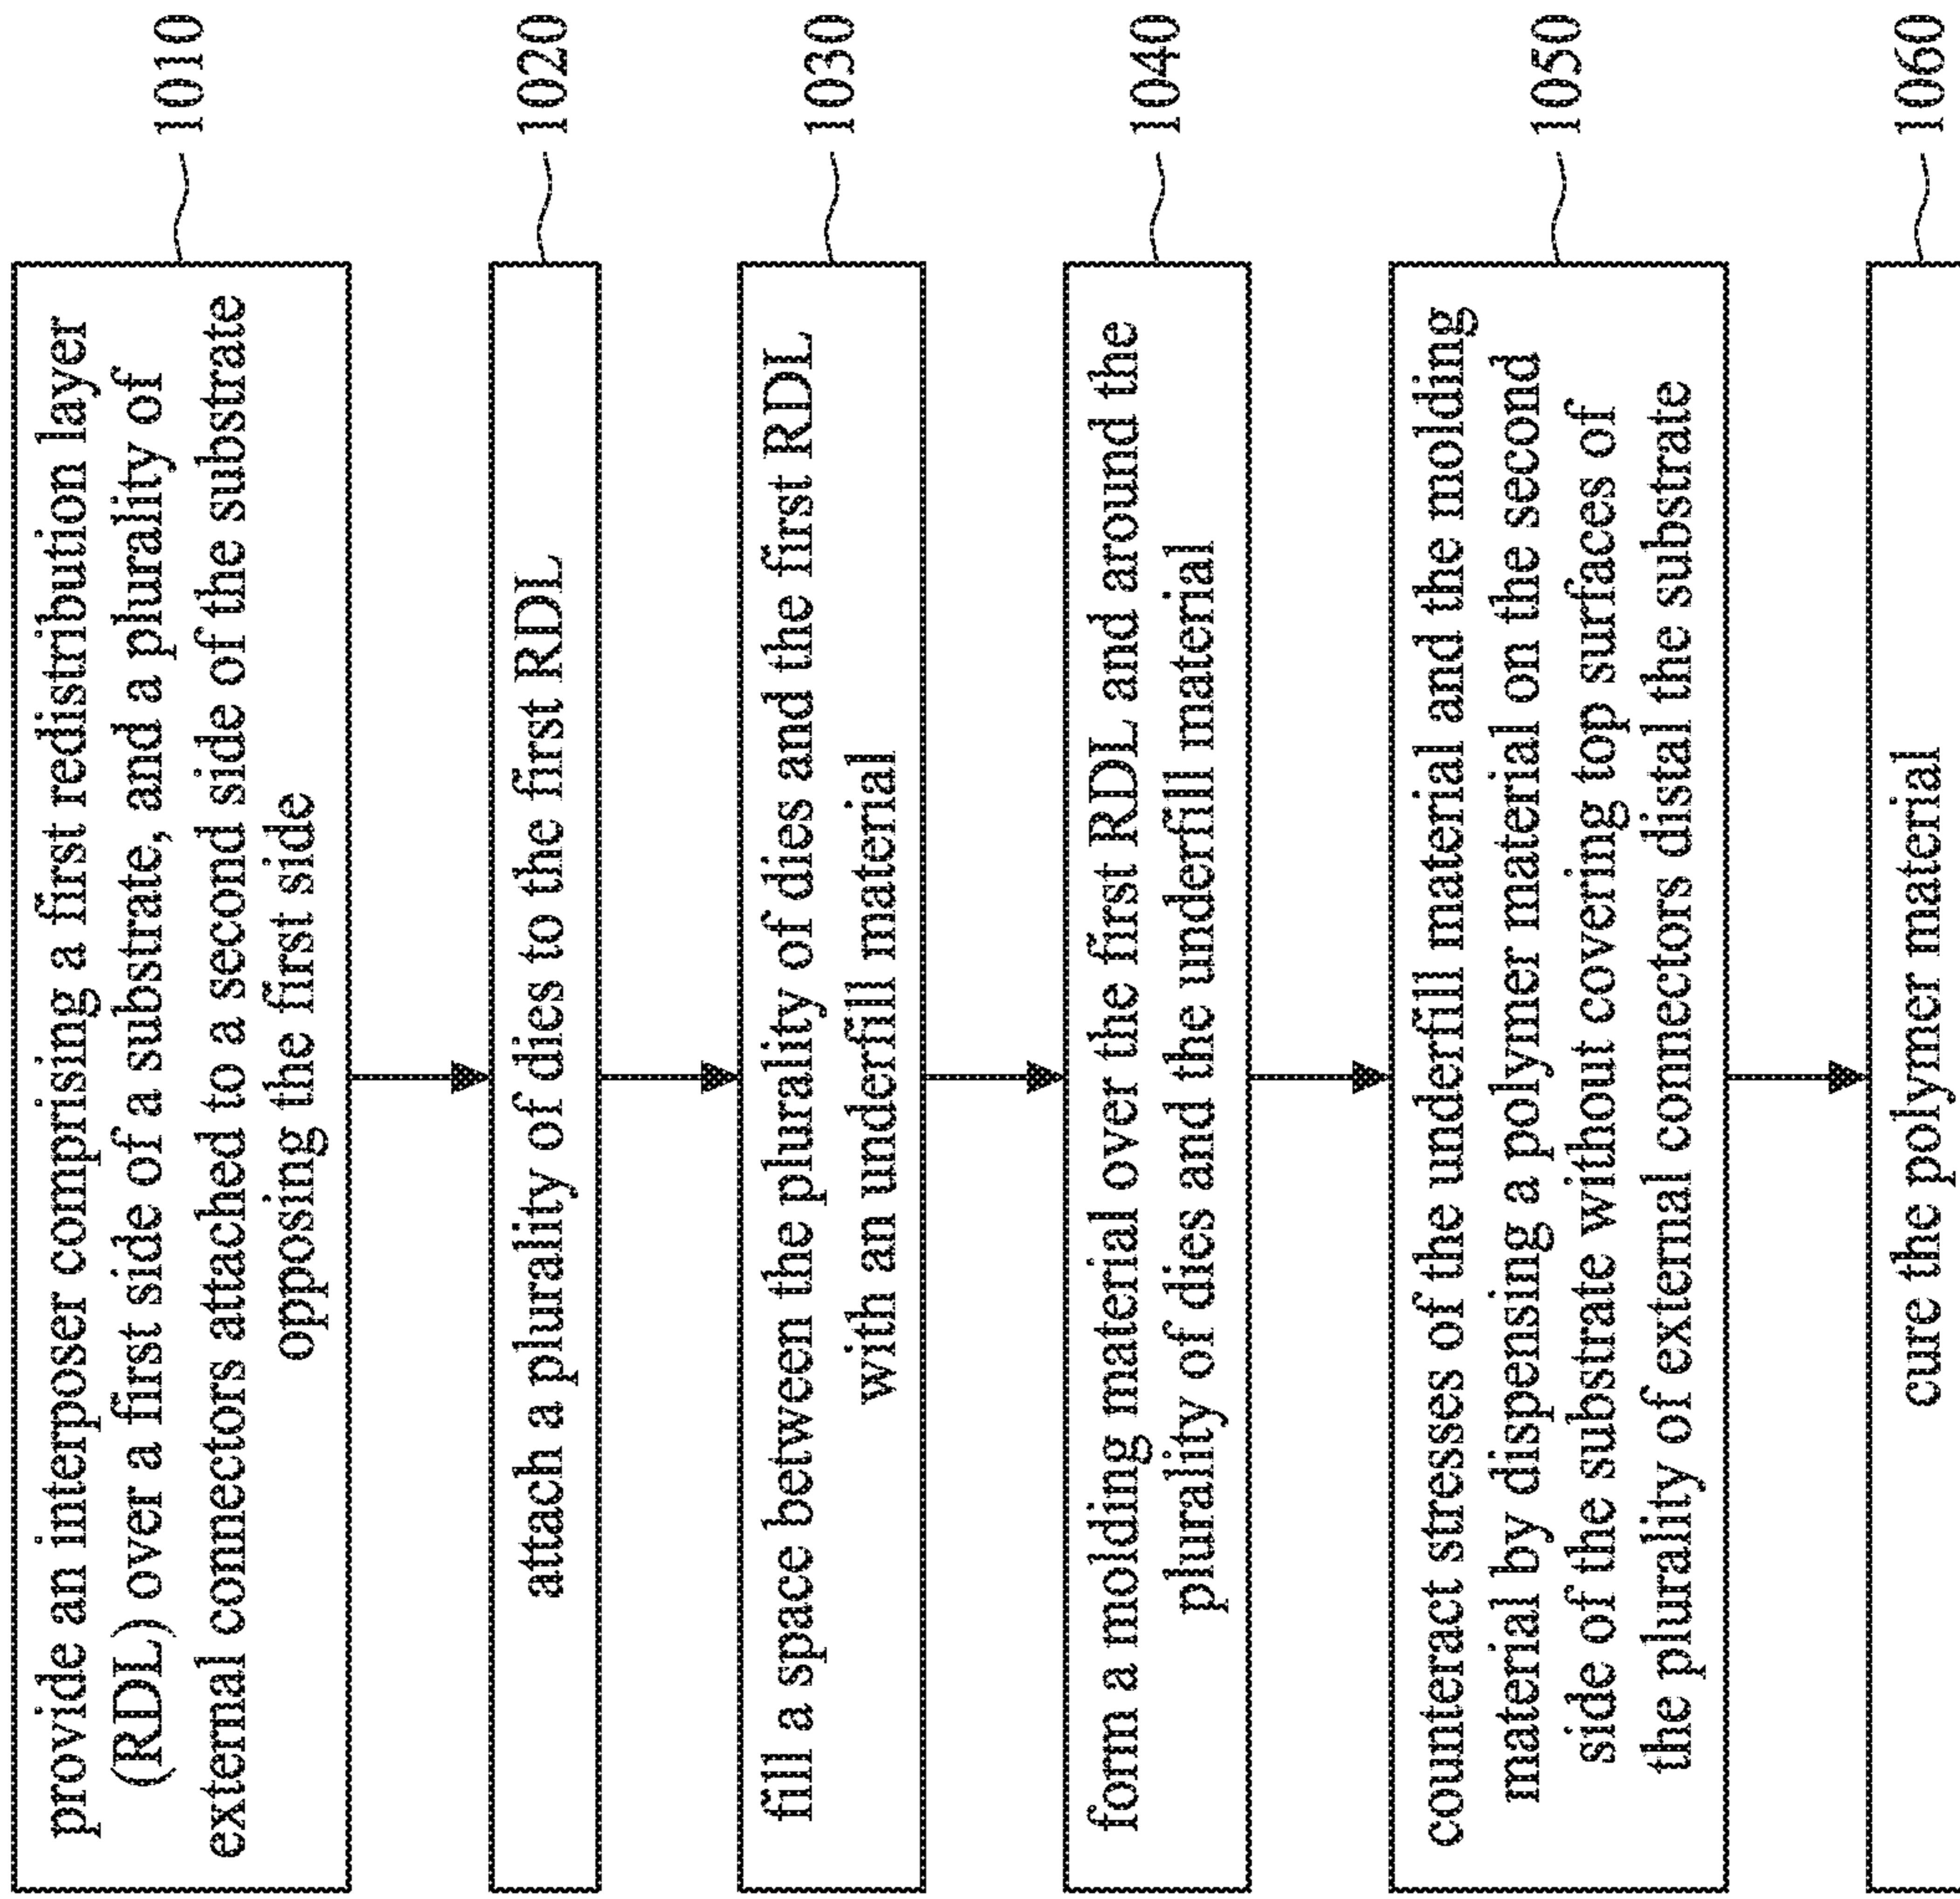 provide an interposer comprising a first redistribution layer
(RDL) over a first side of a substrate, and a plurality of
external connectors attached to a second side of the substrate
opposing the first side
1010
attach a plurality of dies to the first RDL
1020
fill a space between the plurality of dies and the first RDL
with an underfill material
1030
form a molding material over the first RDL and around the
plurality of dies and the underfill material
1040
counteract stresses of the underfill material and the molding
material by dispensing a polymer material on the second
side of the substrate without covering top surfaces of
the plurality of external connectors distal the substrate
1050
cure the polymer material
1060